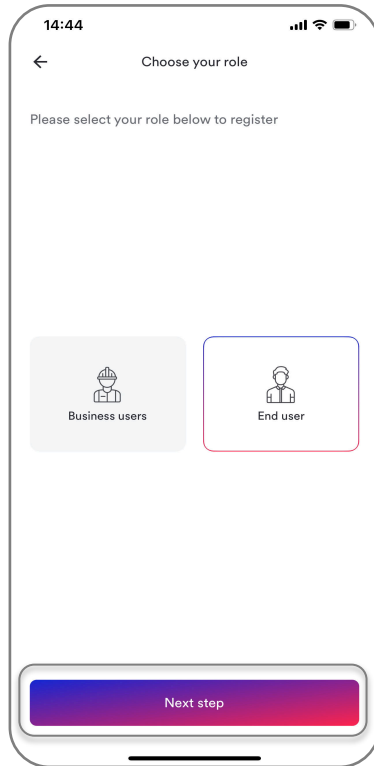 14:44
Choose your role
Please select your role below to register
Business users
End user
Next step